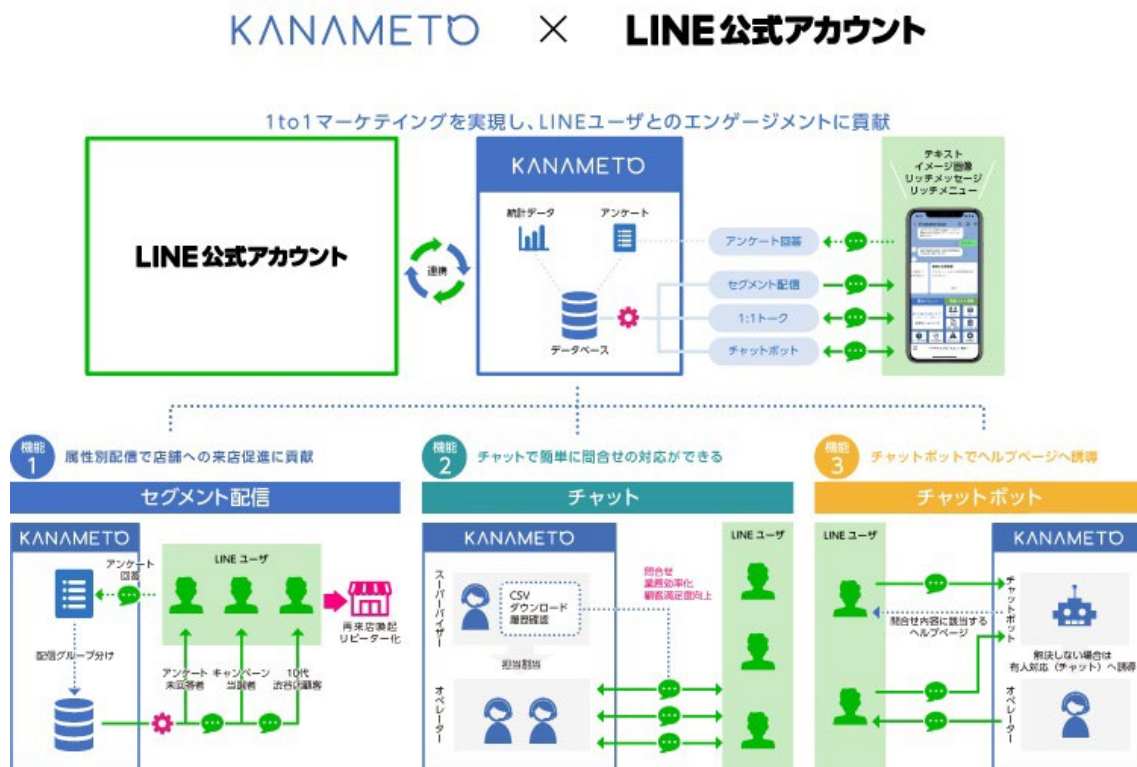 KANAMETO × LINE公式アカウント
1to1マーケテイングを実現し、LINEユーザとのエンゲージメントに貢献
LINE公式アカウント
連携
KANAMETO
統計データ
アンケート
データベース
アンケート回答
セグメント配信
1:1トーク
チャットボット
テキスト
イメージ画像
リッチメッセージ
リッチメニュー
機能
1
属性別配信で店舗への来店促進に貢献
セグメント配信
KANAMETO
アンケート
回答
LINE ユーザ
再来店喚起
リピーター化
配信グループ分け
アンケート
未回答者
キャンペーン
当選者
10代
渋谷店顧客
機能
2
チャットで簡単に問合せの対応ができる
チャット
KANAMETO
LINE ユーザ
スーパーバイザー
CSV
ダウンロード
履歴確認
問合せ
業務効率化
顧客満足度向上
担当割当
オペレーター
機能
3
チャットボットでヘルプページへ誘導
チャットボット
LINE ユーザ
KANAMETO
チャットボット
問合せ内容に該当する
ヘルプページ
解決しない場合は
有人対応（チャット）へ誘導
オペレーター